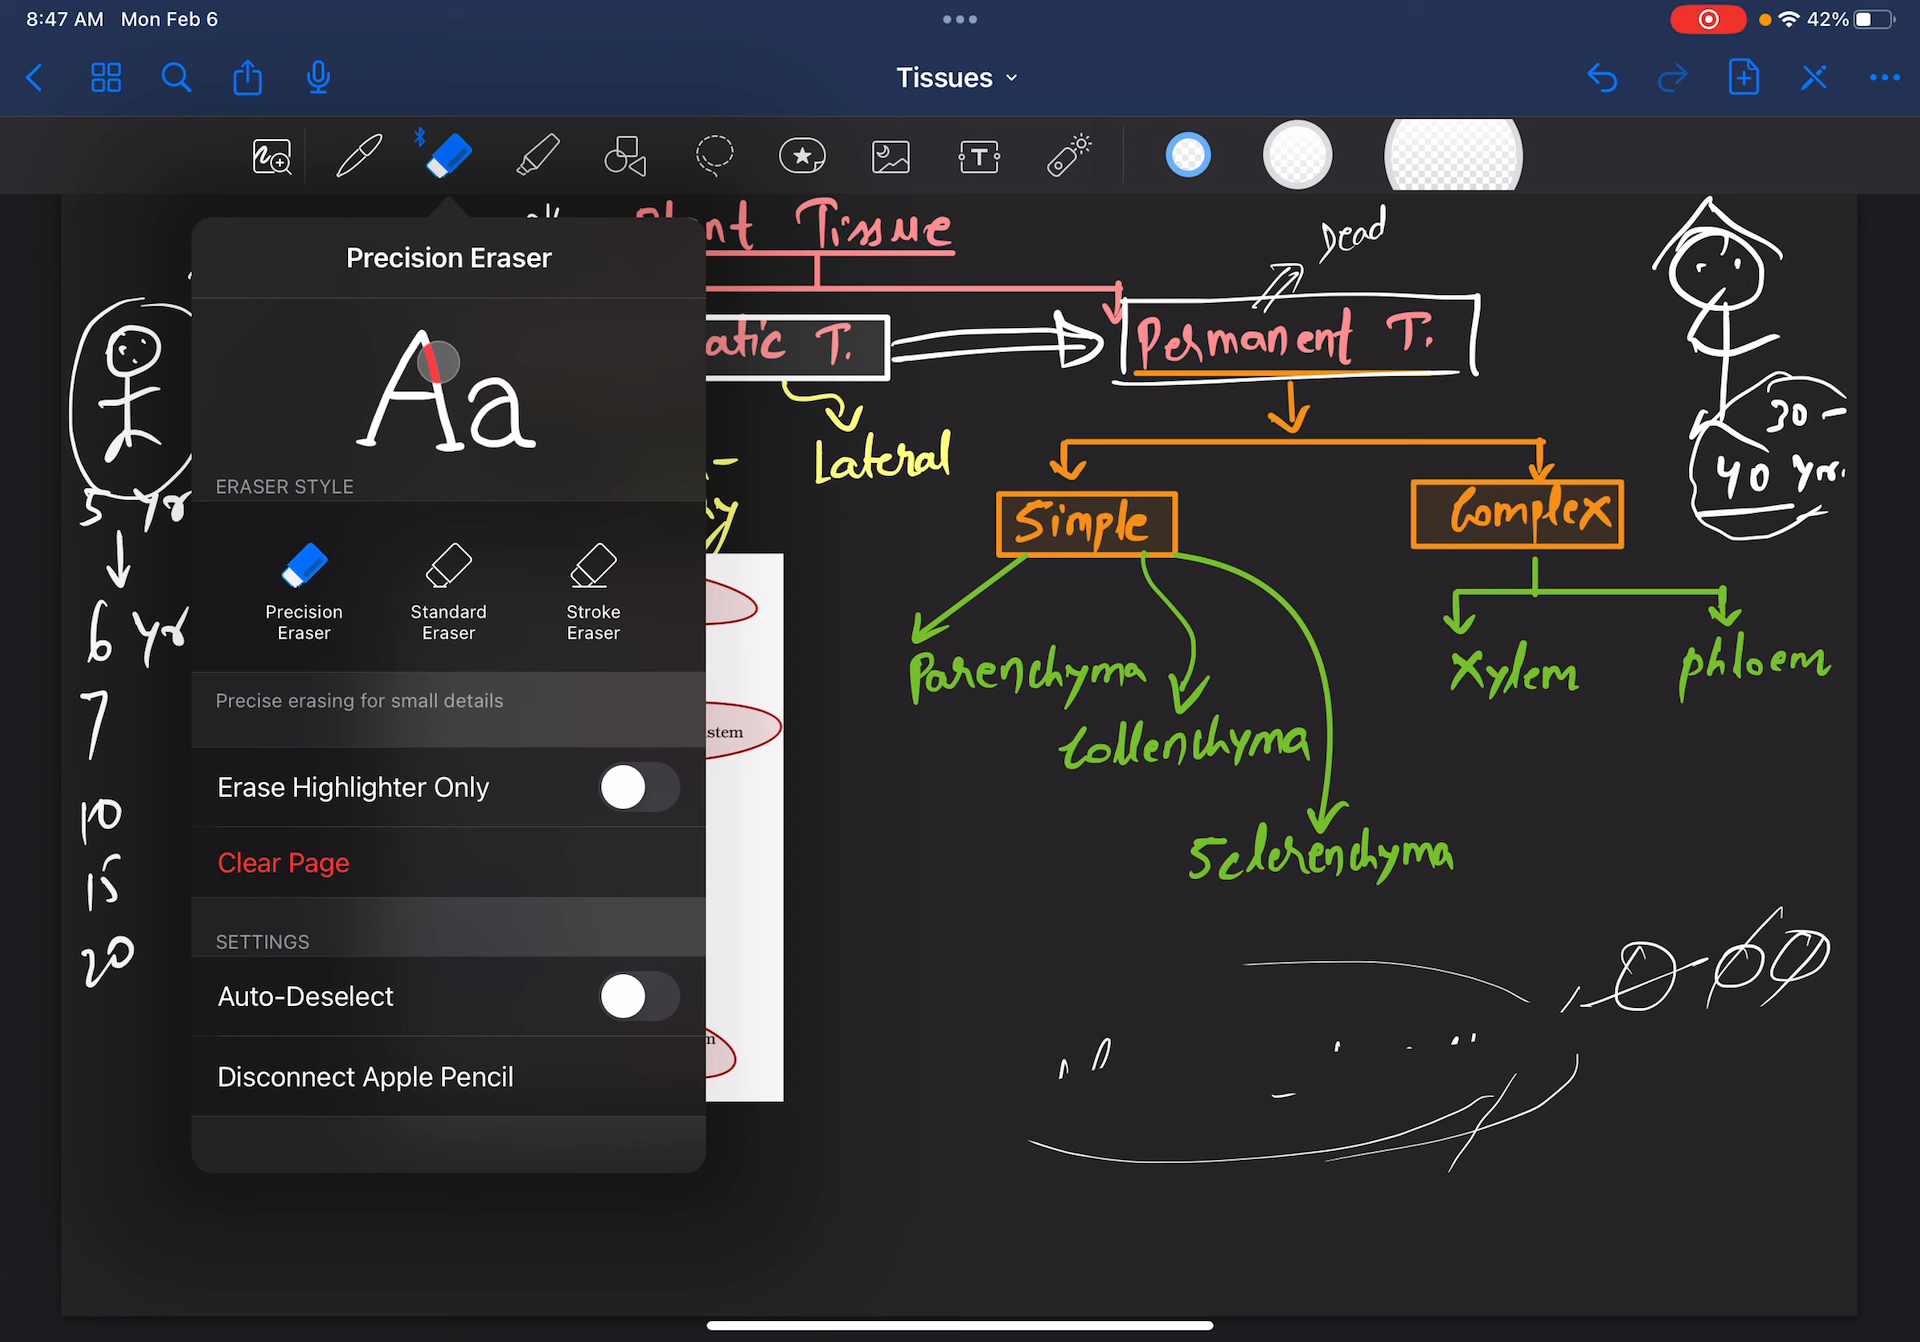 8:47 AM Mon Feb 6
42%
Tissues
T
nt Tissue
Dead
Precision Eraser
Aa
atic T.
Permanent T.
30 -
40 Yr.
Lateral
ERASER STYLE
5 Yr
Simple
Complex
Precision Eraser
Standard Eraser
Stroke Eraser
6 Yr
Parenchyma
Xylem
phloem
Precise erasing for small details
7
stem
Collenchyma
Erase Highlighter Only
10
Clear Page
Sclerenchyma
15
SETTINGS
20
Auto-Deselect
Disconnect Apple Pencil